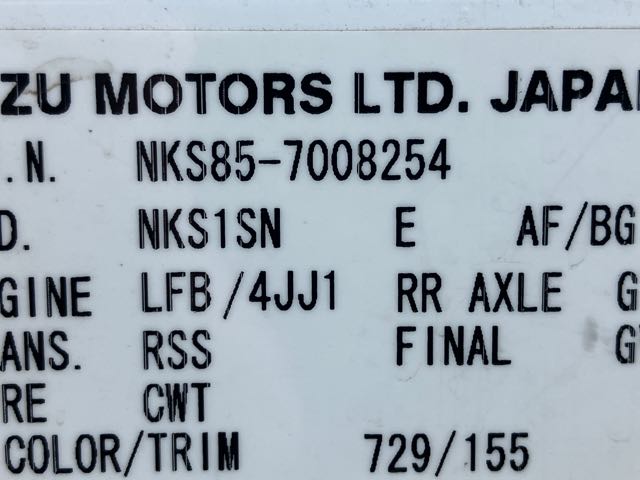 ZU MOTORS LTD. JAPAN
.N. NKS85-7008254
D. NKS1SN E AF/BG
GINE LFB/4JJ1 RR AXLE G
ANS. RSS FINAL G
RE CWT
COLOR/TRIM 729/155